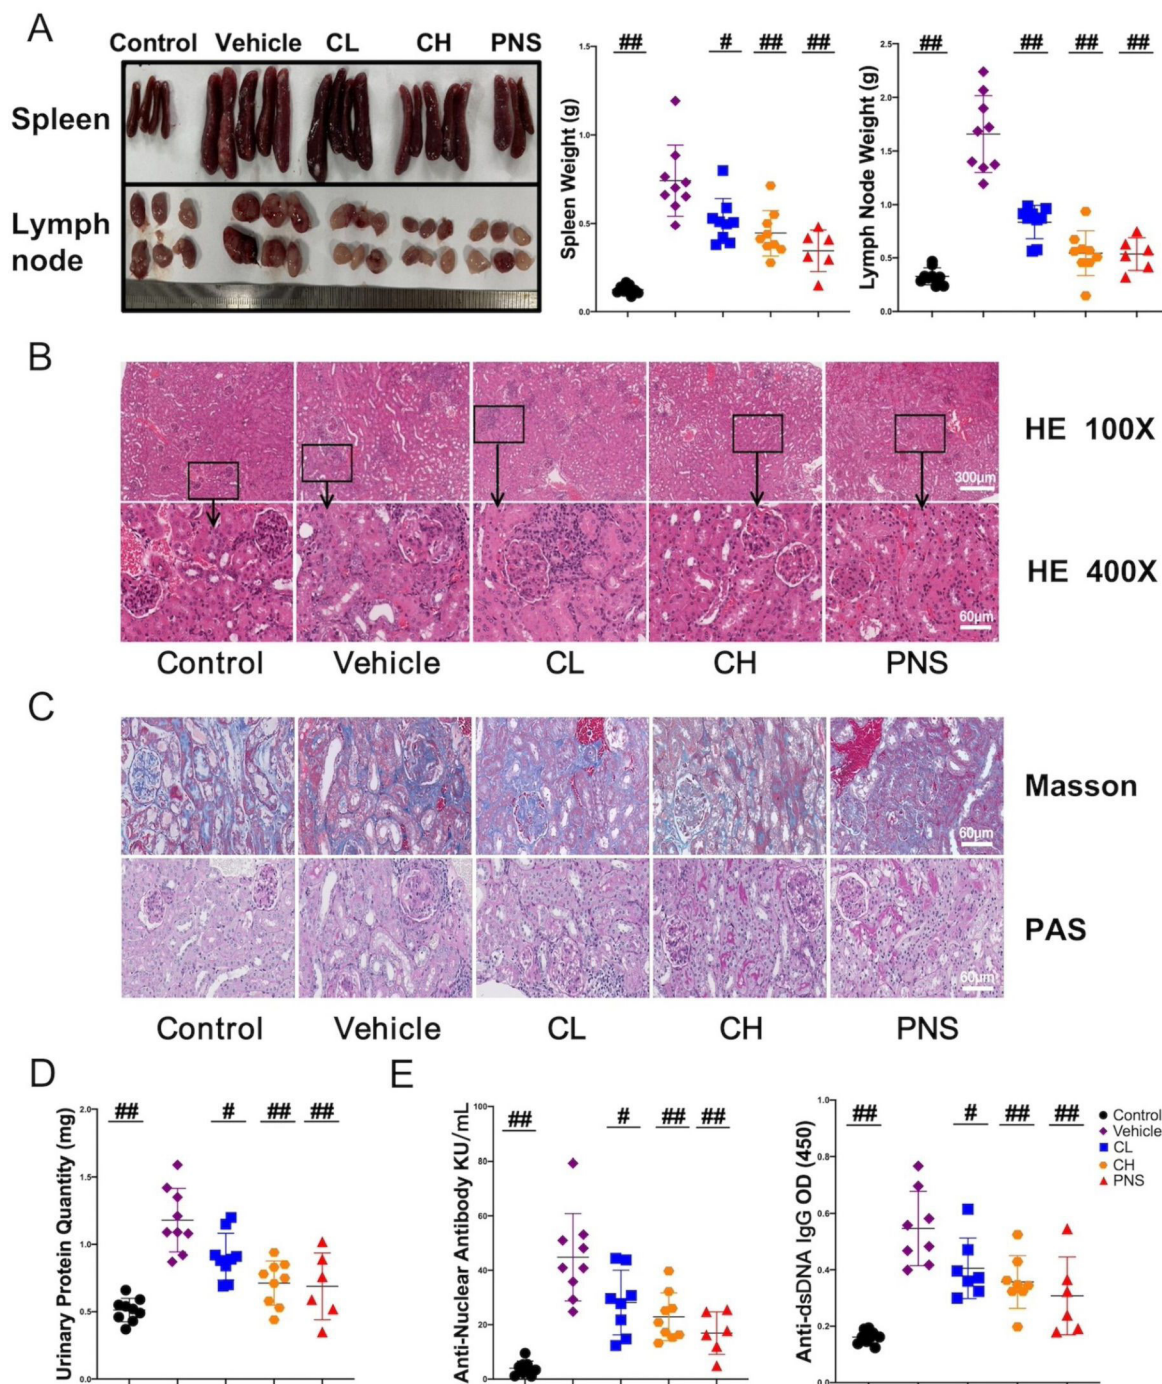 A
Control Vehicle CL CH PNS
Spleen
Lymph
node
Spleen Weight (g)
1.5
1.0
0.5
0.0
## # ## ##
Lymph Node Weight (g)
2.5
2.0
1.5
1.0
0.5
0.0
## ## ## ##
B
HE 100X
300μm
HE 400X
60μm
Control Vehicle CL CH PNS
C
Masson
60μm
PAS
60μm
Control Vehicle CL CH PNS
D
Urinary Protein Quantity (mg)
2.0
1.5
1.0
0.5
0.0
## # ## ##
E
Anti-Nuclear Antibody KU/mL
100
80
60
40
20
0
## # ## ##
Anti-dsDNA IgG OD (450)
1.0
0.8
0.6
0.4
0.2
0.0
## # ## ##
Control
Vehicle
CL
CH
PNS